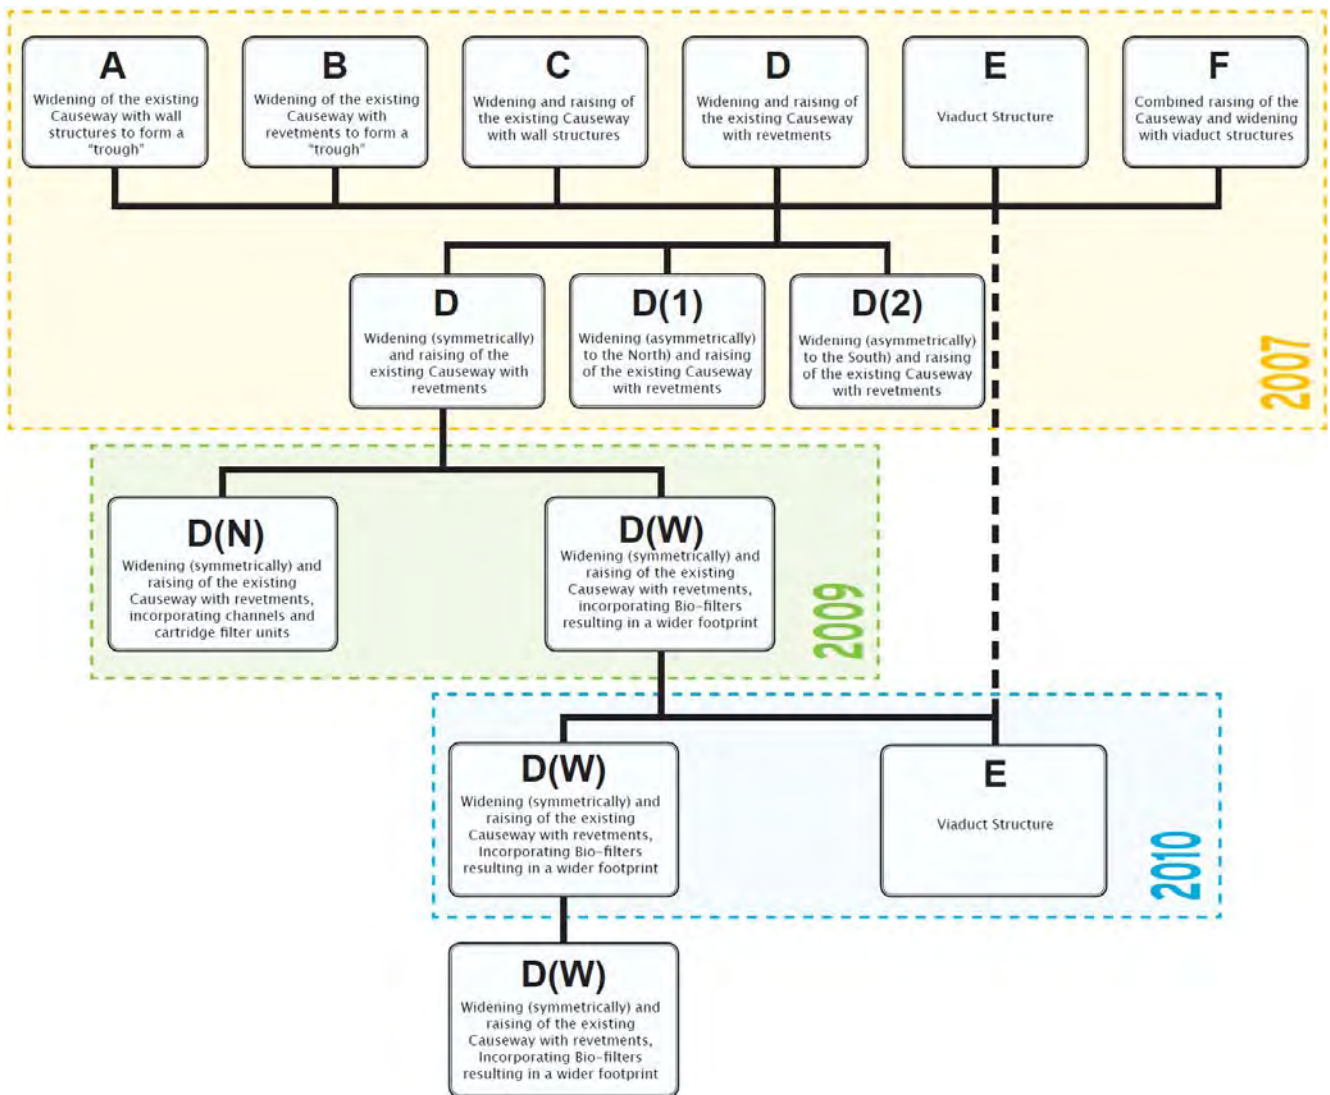 A
Widening of the existing
Causeway with wall
structures to form a
"trough"
B
Widening of the existing
Causeway with
revetments to form a
"trough"
C
Widening and raising of
the existing Causeway
with wall structures
D
Widening and raising of
the existing Causeway
with revetments
E
Viaduct Structure
F
Combined raising of the
Causeway and widening
with viaduct structures
D
Widening (symmetrically)
and raising of the
existing Causeway with
revetments
D(1)
Widening (asymmetrically)
to the North) and raising
of the existing Causeway
with revetments
D(2)
Widening (asymmetrically)
to the South) and raising
of the existing Causeway
with revetments
2007
D(N)
Widening (symmetrically) and
raising of the existing
Causeway with revetments,
incorporating channels and
cartridge filter units
D(W)
Widening (symmetrically) and
raising of the existing
Causeway with revetments,
incorporating Bio-filters
resulting in a wider footprint
2009
D(W)
Widening (symmetrically) and
raising of the existing
Causeway with revetments,
Incorporating Bio-filters
resulting in a wider footprint
E
Viaduct Structure
2010
D(W)
Widening (symmetrically) and
raising of the existing
Causeway with revetments,
Incorporating Bio-filters
resulting in a wider footprint